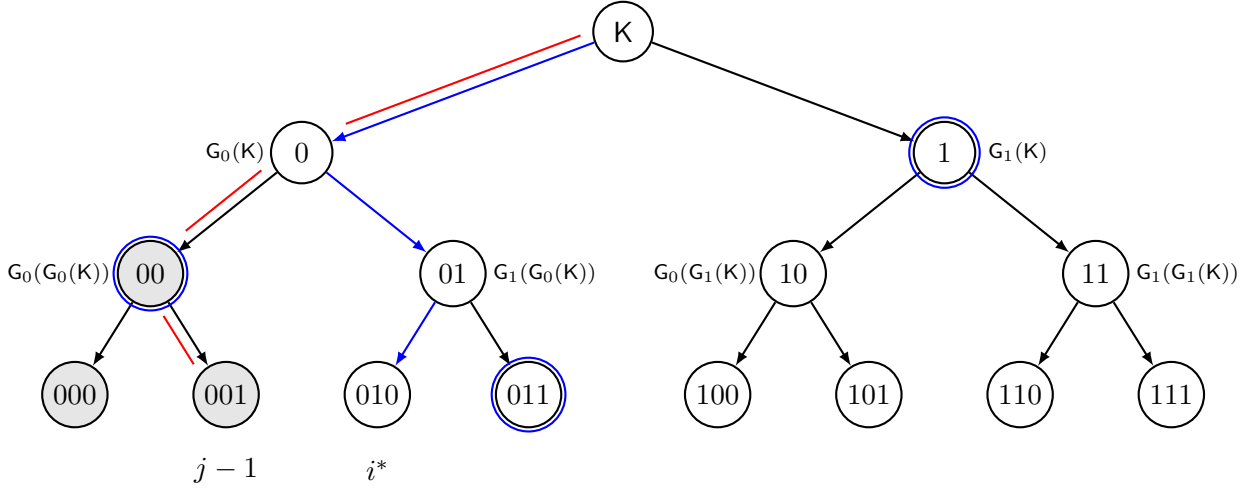 K
G₀(K) 0 1 G₁(K)
G₀(G₀(K)) 00 01 G₁(G₀(K)) G₀(G₁(K)) 10 11 G₁(G₁(K))
000 001 010 011 100 101 110 111
j − 1 i*